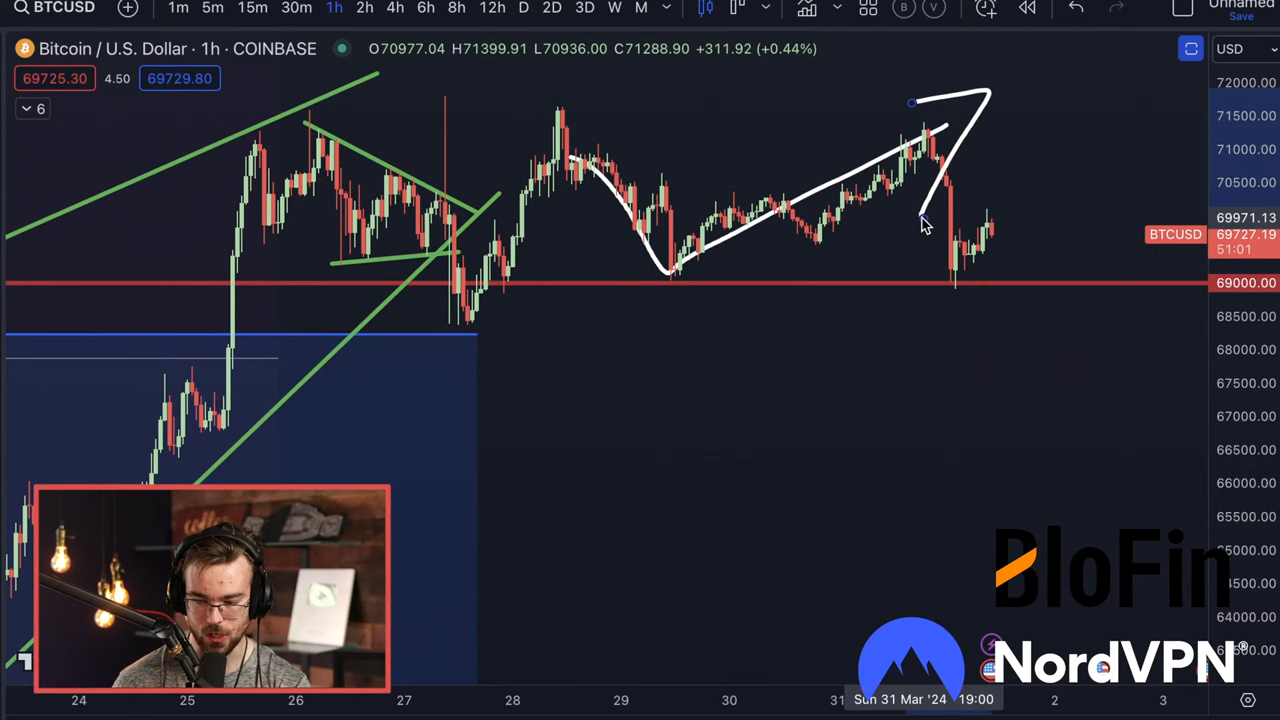 BTCUSD 1m 5m 15m 30m 1h 2h 4h 6h 8h 12h D 2D 3D W M B V Unnamed
Save
Bitcoin / U.S. Dollar · 1h · COINBASE O70977.04 H71399.91 L70936.00 C71288.90 +311.92 (+0.44%) USD
69725.30 4.50 69729.80
6
72000.00
71500.00
71000.00
70500.00
69971.13
BTCUSD 69727.19
51:01
69000.00
68500.00
68000.00
67500.00
67000.00
66500.00
66000.00
65500.00
65000.00
64500.00
64000.00
BloFin
NordVPN®
24 25 26 27 28 29 30 31 Sun 31 Mar '24 19:00 2 3